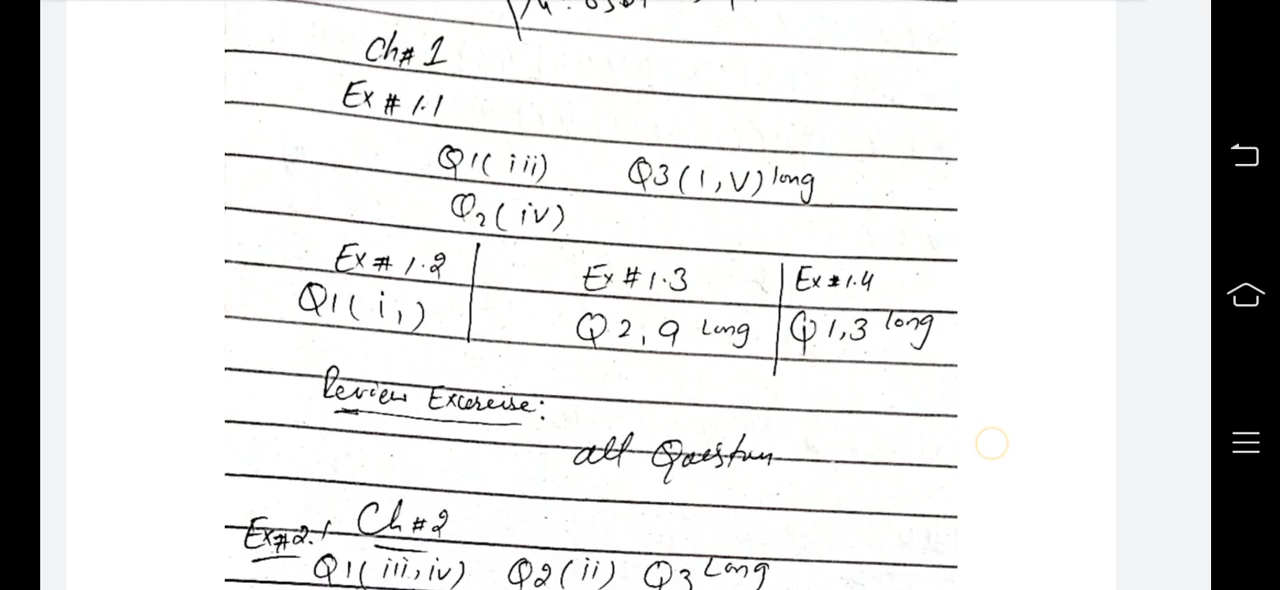 Ch# 1
Ex # 1.1
Q1( iii) Q3(1,V) long
Q2( iv)
Ex # 1.2 Ex # 1.3 Ex # 1.4
Q1( i,) Q 2, 9 Long Q 1,3 long
Review Excercise:
all Question
Ch # 2
Ex#2.1
Q1( iii, iv) Q2(ii) Q3 Long